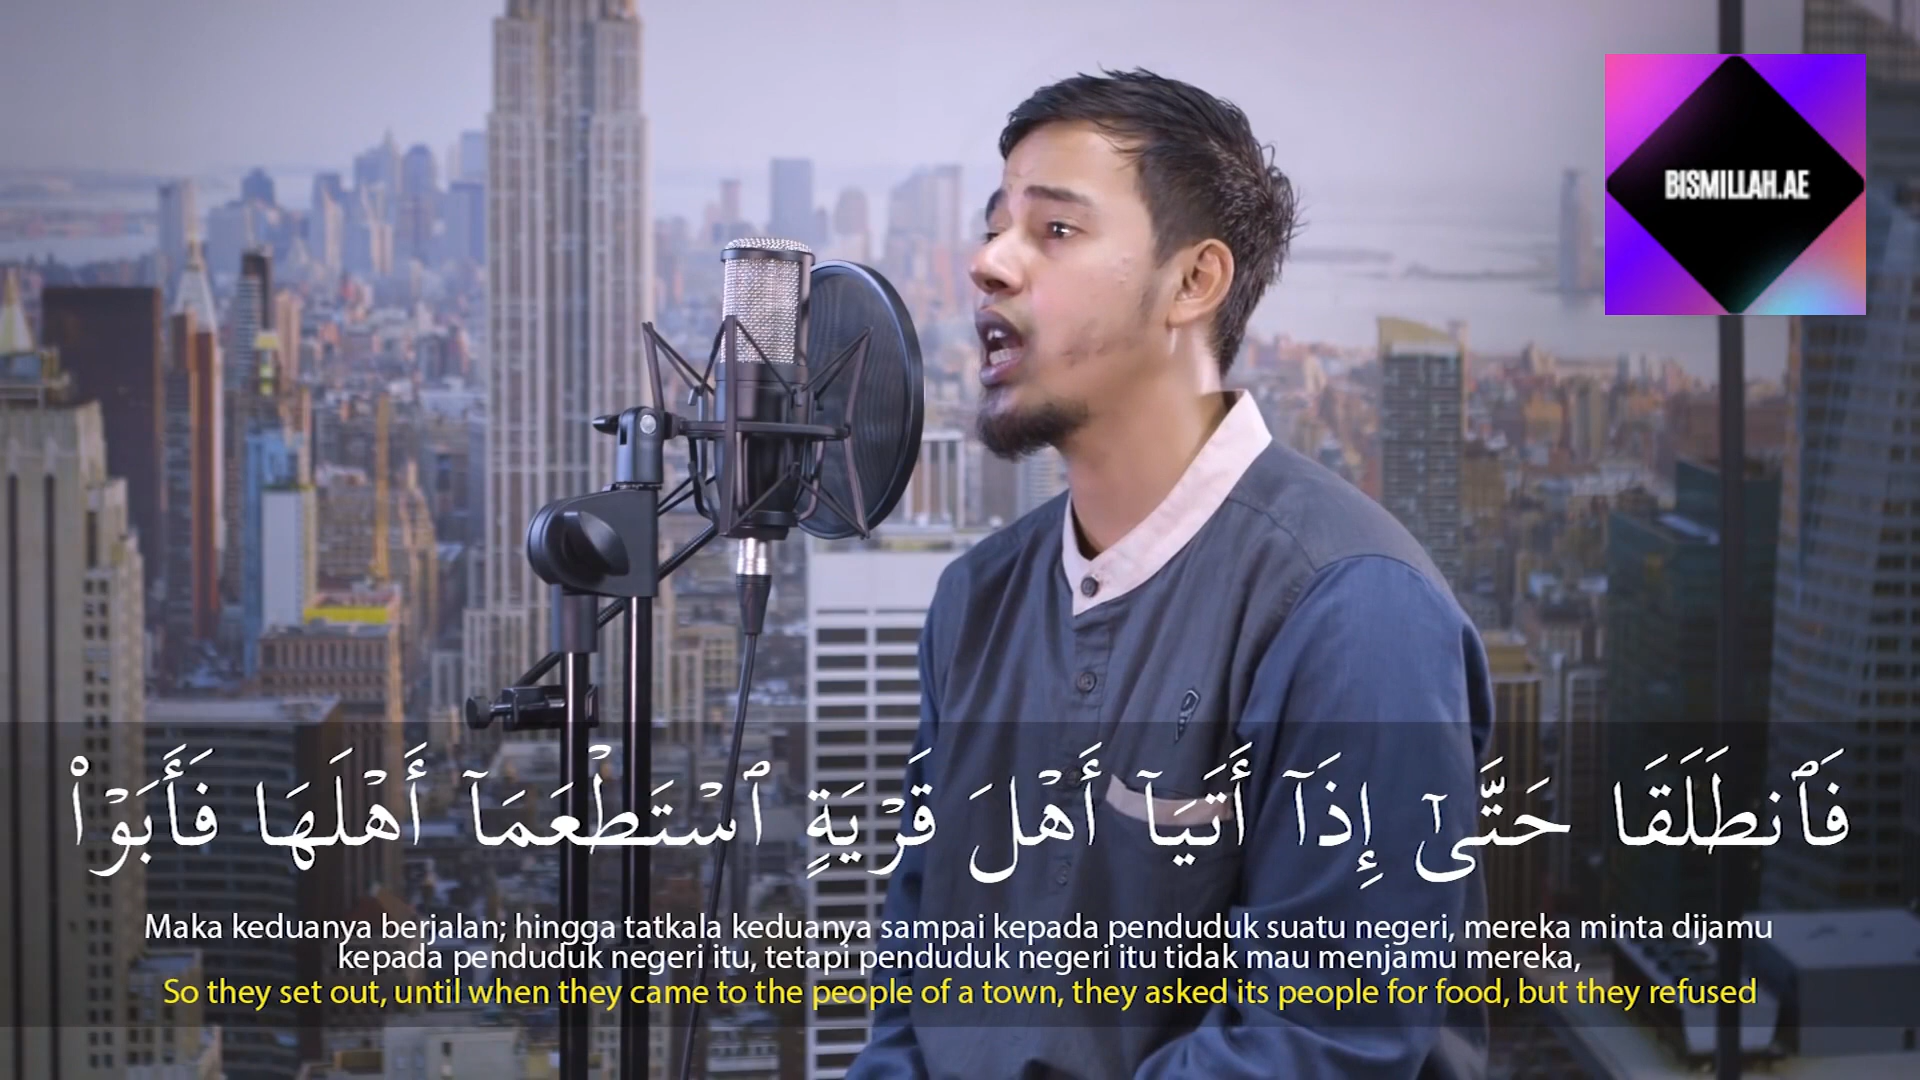 BISMILLAH.AE
فَٱنطَلَقَا حَتَّىٰٓ إِذَآ أَتَيَآ أَهْلَ قَرْيَةٍ ٱسْتَطْعَمَآ أَهْلَهَا فَأَبَوْا۟
Maka keduanya berjalan; hingga tatkala keduanya sampai kepada penduduk suatu negeri, mereka minta dijamu
kepada penduduk negeri itu, tetapi penduduk negeri itu tidak mau menjamu mereka,
So they set out, until when they came to the people of a town, they asked its people for food, but they refused